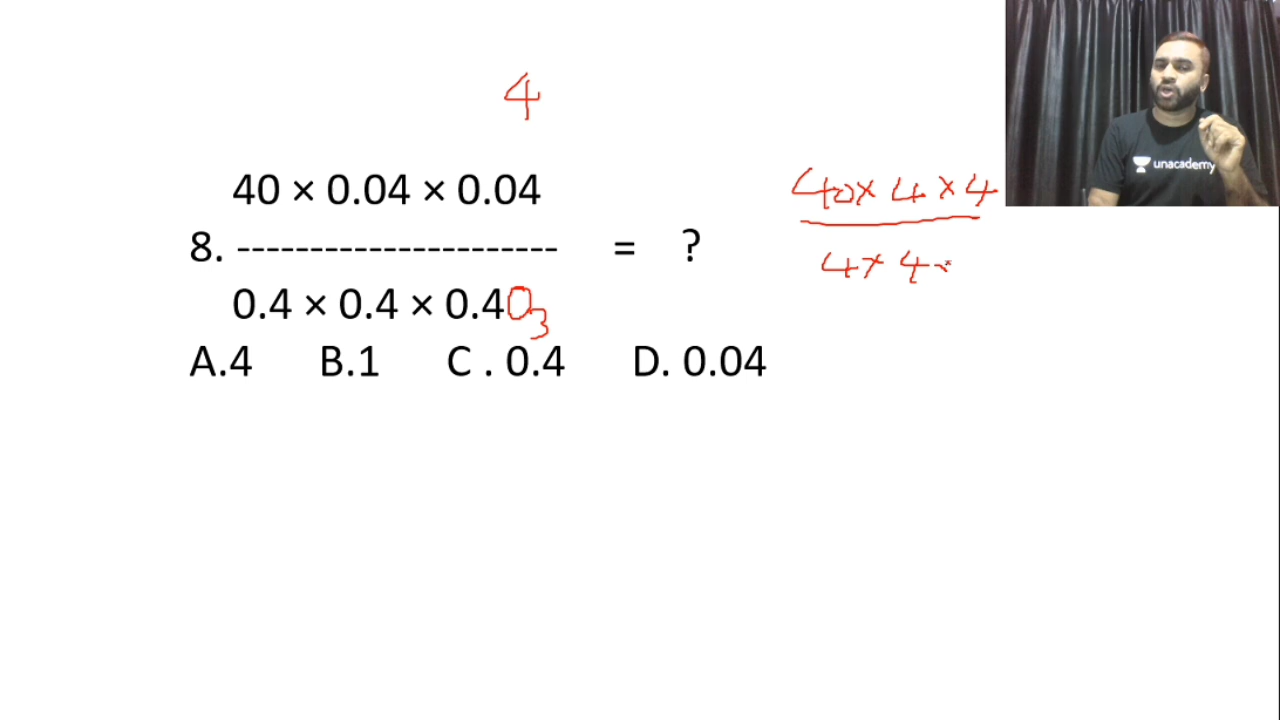 4
40 × 0.04 × 0.04
8. ---------------------- = ?
0.4 × 0.4 × 0.40
3
A.4 B.1 C . 0.4 D. 0.04
40 × 4 × 4
4 × 4 ×
unacademy